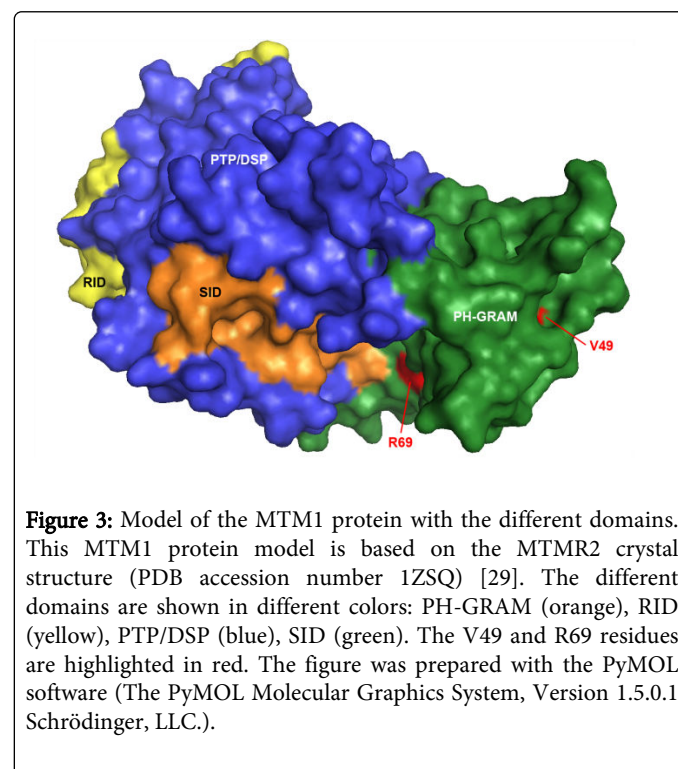 PTP/DSP
RID
SID
PH-GRAM
V49
R69
Figure 3: Model of the MTM1 protein with the different domains.
This MTM1 protein model is based on the MTMR2 crystal
structure (PDB accession number 1ZSQ) [29]. The different
domains are shown in different colors: PH-GRAM (orange), RID
(yellow), PTP/DSP (blue), SID (green). The V49 and R69 residues
are highlighted in red. The figure was prepared with the PyMOL
software (The PyMOL Molecular Graphics System, Version 1.5.0.1
Schrödinger, LLC.).